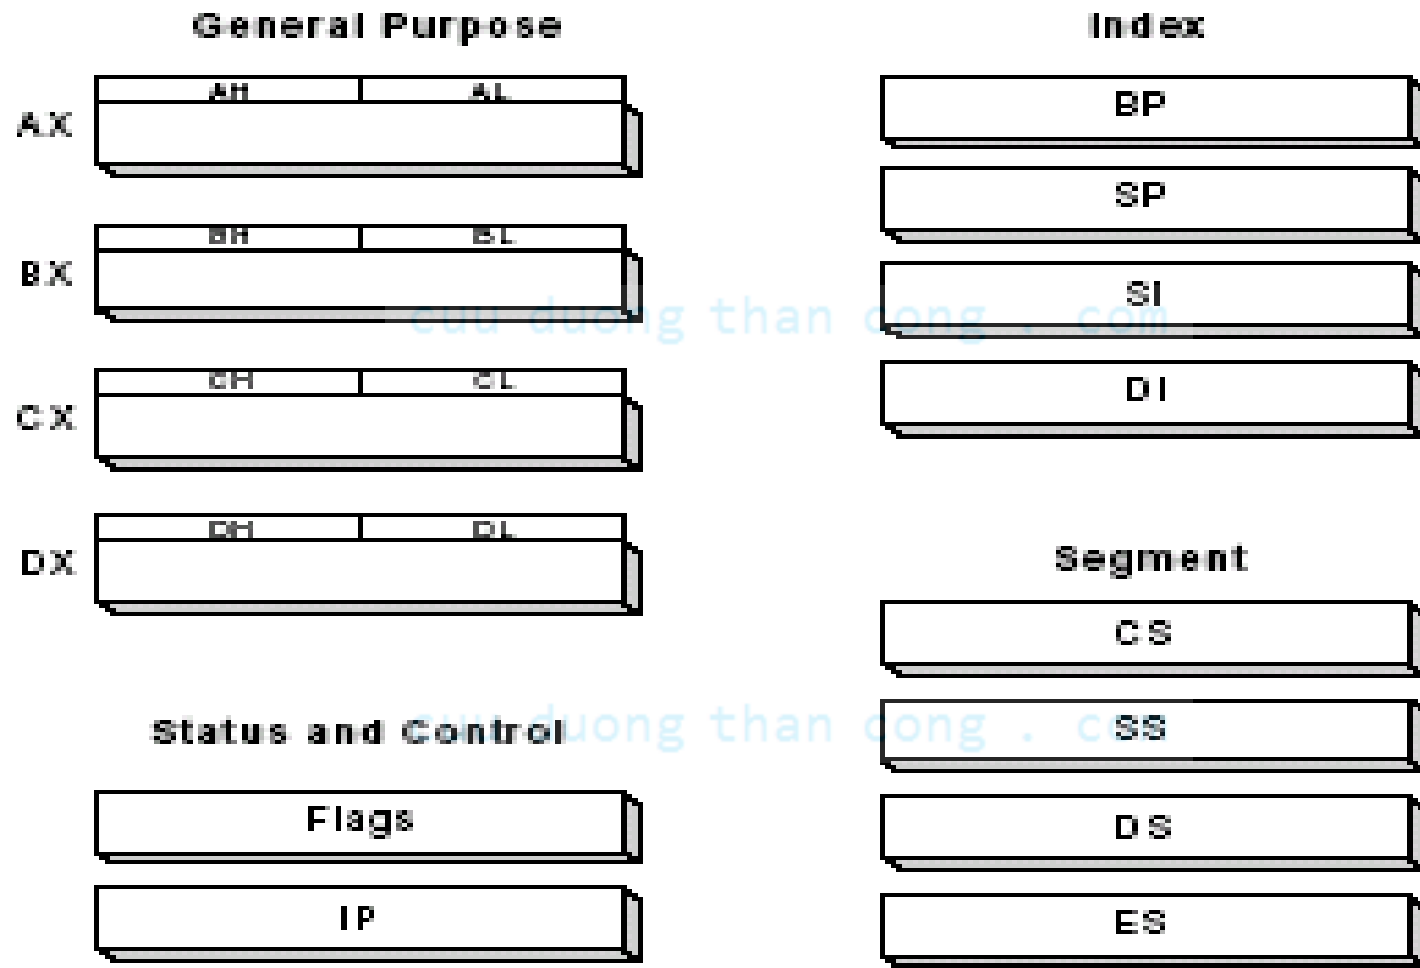 General Purpose
AX
AH AL
BX
BH BL
CX
CH CL
DX
DH DL
Status and Control
Flags
IP
Index
BP
SP
SI
DI
Segment
CS
SS
DS
ES
cuu duong than cong . com
cuu duong than cong . com